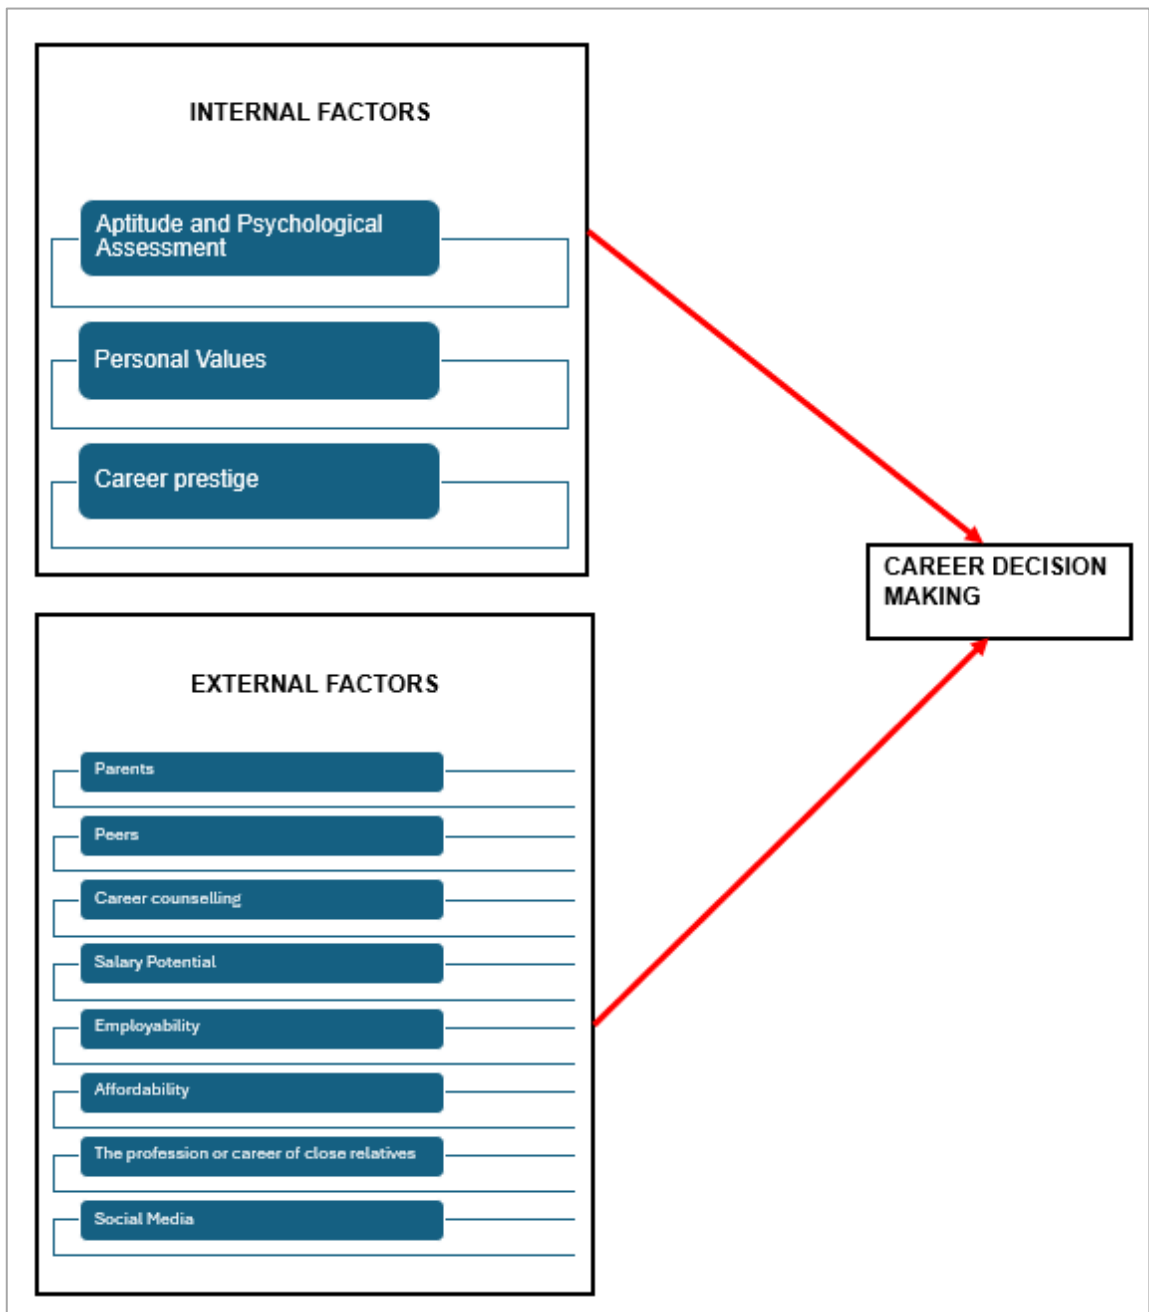 INTERNAL FACTORS
Aptitude and Psychological
Assessment
Personal Values
Career prestige
CAREER DECISION
MAKING
EXTERNAL FACTORS
Parents
Peers
Career counselling
Salary Potential
Employability
Affordability
The profession or career of close relatives
Social Media